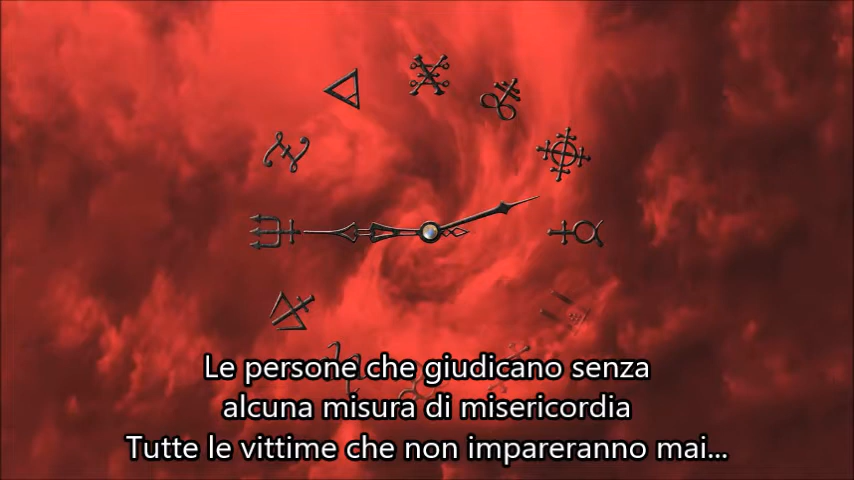 Le persone che giudicano senza
alcuna misura di misericordia
Tutte le vittime che non impareranno mai...